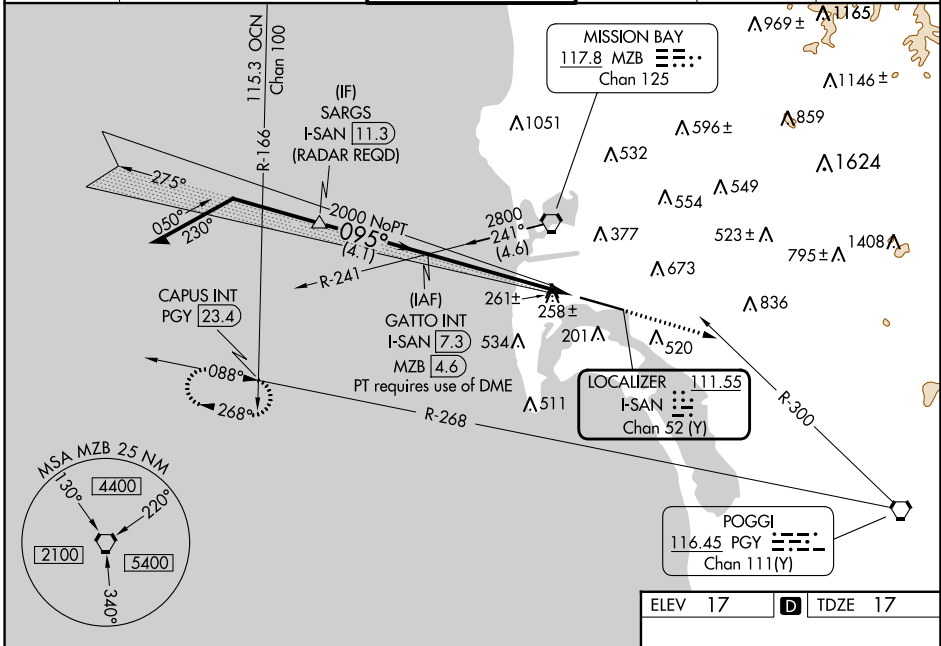 115.3 OCN
Chan 100
R-166
(IF)
SARGS
I-SAN 11.3
(RADAR REQD)
MISSION BAY
117.8 MZB
Chan 125
969 ±
1165
1146 ±
859
1051
596 ±
532
1624
549
554
377
523 ±
795 ±
1408
673
836
275°
050°
230°
2000 NoPT
095°
(4.1)
2800
241°
(4.6)
R-241
261±
258 ±
(IAF)
GATTO INT
I-SAN 7.3
MZB 4.6
PT requires use of DME
CAPUS INT
PGY 23.4
534
201
520
511
088°
268°
R-268
LOCALIZER 111.55
I-SAN
Chan 52 (Y)
R-300
MSA MZB 25 NM
130°
4400
220°
2100
5400
340°
POGGI
116.45 PGY
Chan 111(Y)
ELEV 17 D TDZE 17